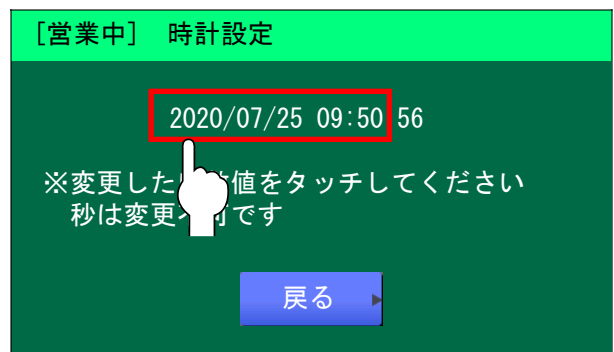 [営業中] 時計設定
2020/07/25 09:50 56
※変更した 値をタッチしてください
秒は変更 です
戻る